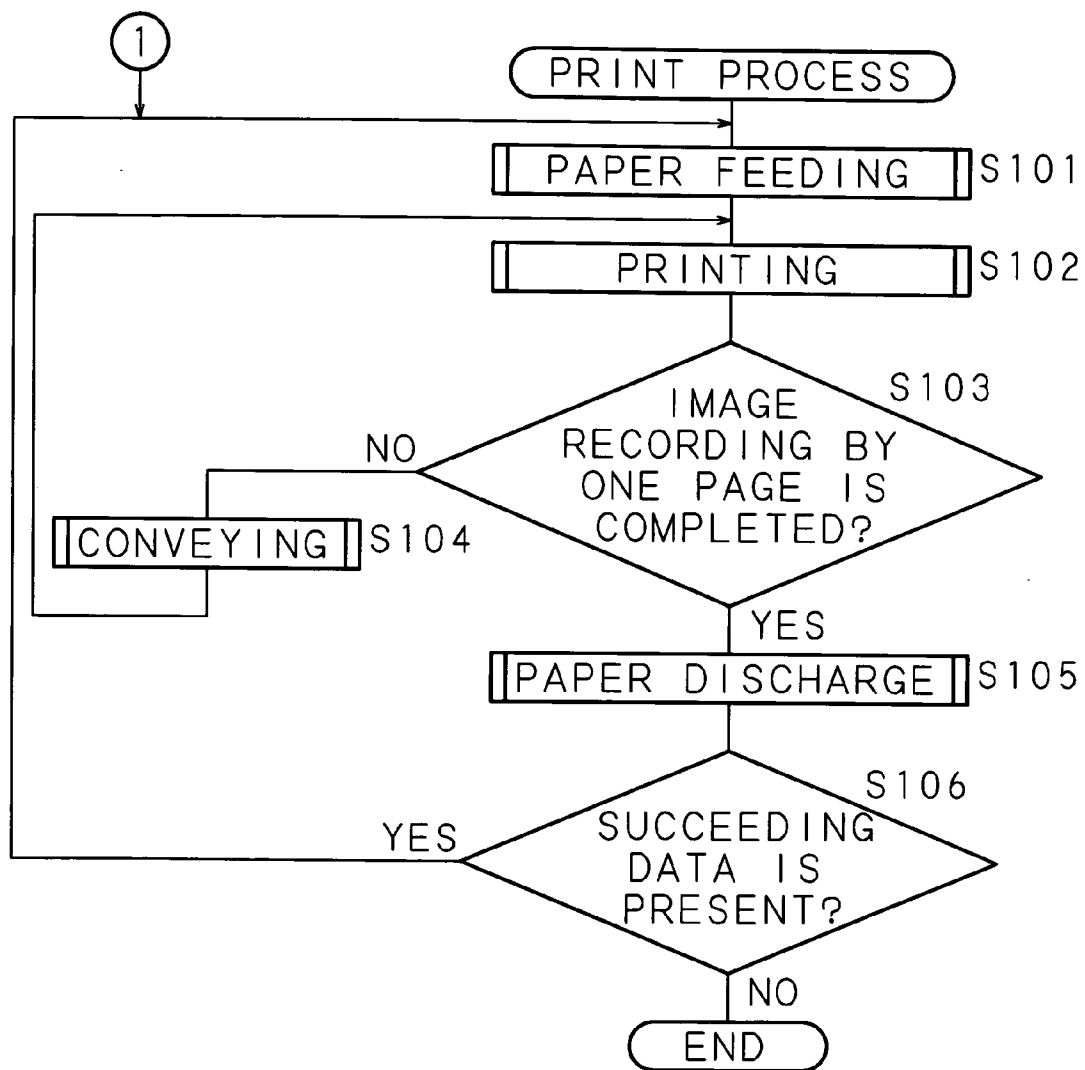 1
PRINT PROCESS
PAPER FEEDING
S101
PRINTING
S102
S103
IMAGE
RECORDING BY
ONE PAGE IS
COMPLETED?
NO
CONVEYING
S104
YES
PAPER DISCHARGE
S105
S106
SUCCEEDING
DATA IS
PRESENT?
YES
NO
END